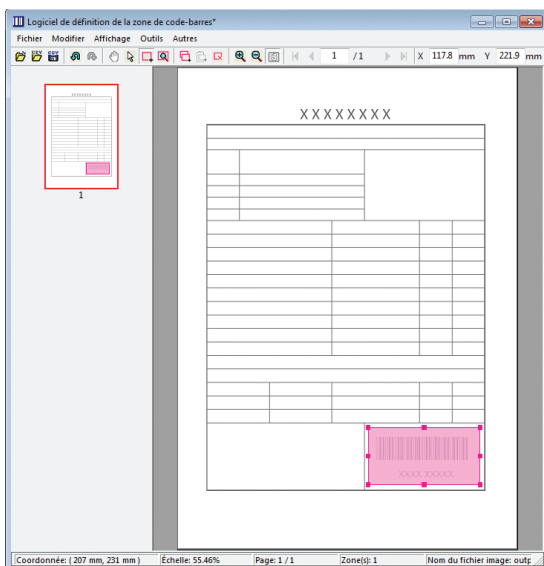 Logiciel de définition de la zone de code-barres*
Fichier Modifier Affichage Outils Autres
CSV CSV 1 /1 X 117.8 mm Y 221.9 mm
XXXXXXXX
1
XXXX XXXXX
Coordonnée: ( 207 mm, 231 mm ) Échelle: 55.46% Page: 1 / 1 Zone(s): 1 Nom du fichier image: outp